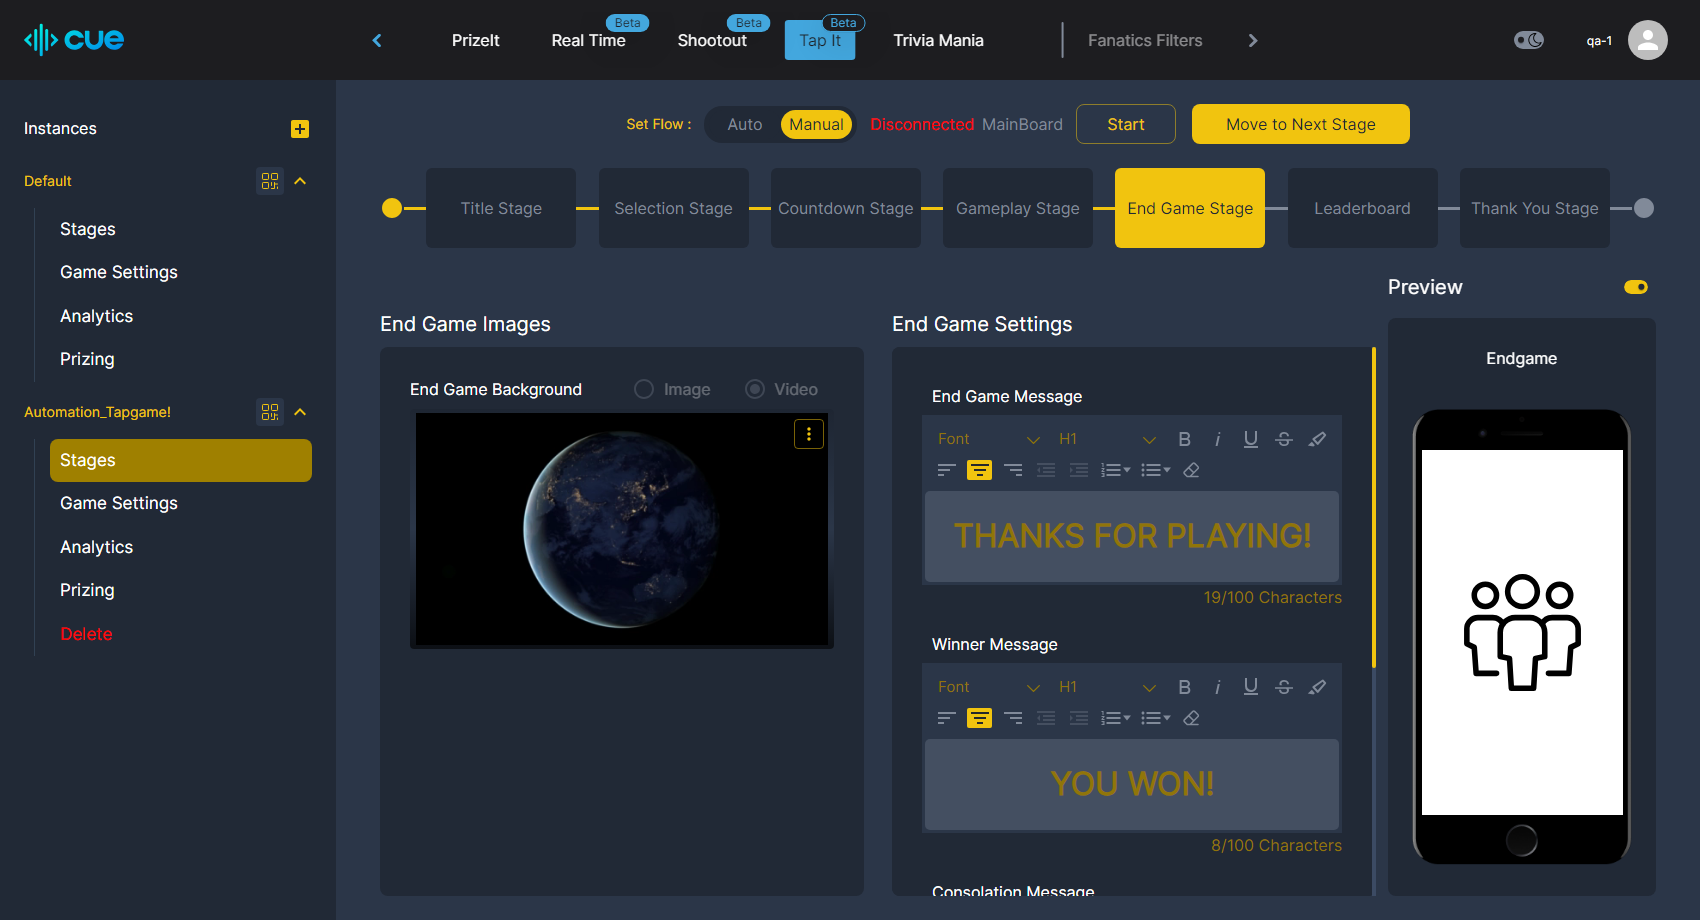 cue
PrizeIt
Real Time
Beta
Shootout
Beta
Tap It
Beta
Trivia Mania
Fanatics Filters
qa-1
Instances
Default
Stages
Game Settings
Analytics
Prizing
Automation_Tapgame!
Stages
Game Settings
Analytics
Prizing
Delete
Set Flow :
Auto
Manual
Disconnected MainBoard
Start
Move to Next Stage
Title Stage
Selection Stage
Countdown Stage
Gameplay Stage
End Game Stage
Leaderboard
Thank You Stage
End Game Images
End Game Background
Image
Video
End Game Settings
End Game Message
Font
H1
B
i
U
S
THANKS FOR PLAYING!
19/100 Characters
Winner Message
Font
H1
B
i
U
S
YOU WON!
8/100 Characters
Consolation Message
Preview
Endgame